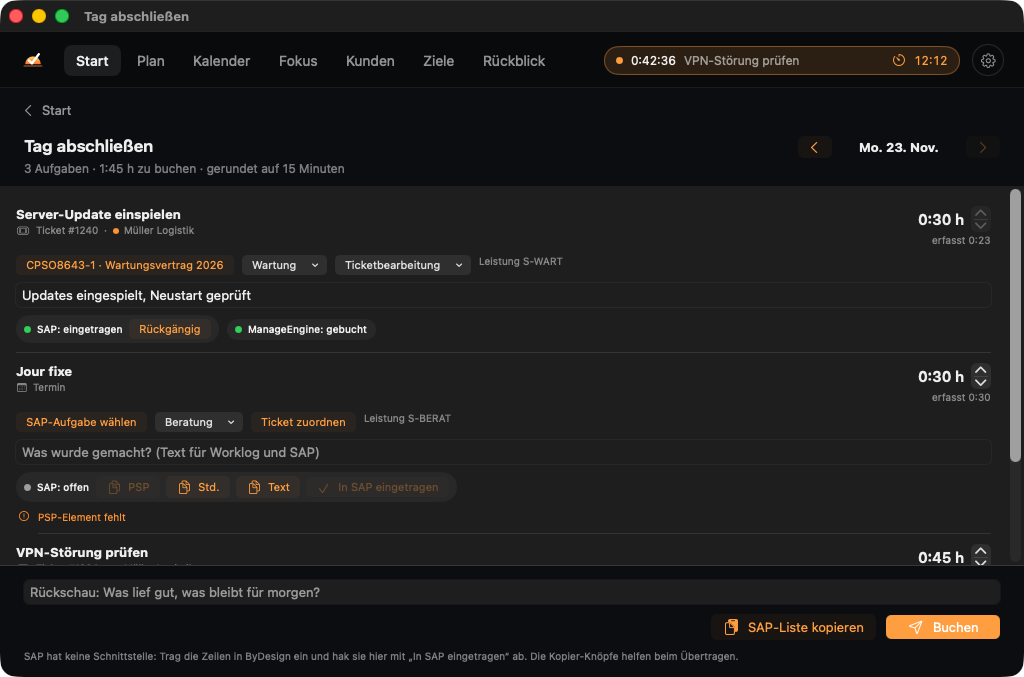 Tag abschließen
Start Plan Kalender Fokus Kunden Ziele Rückblick 0:42:36 VPN-Störung prüfen 12:12
Start
Tag abschließen
Mo. 23. Nov.
3 Aufgaben · 1:45 h zu buchen · gerundet auf 15 Minuten
Server-Update einspielen
0:30 h
Ticket #1240 · Müller Logistik
erfasst 0:23
CPSO8643-1 · Wartungsvertrag 2026 Wartung Ticketbearbeitung Leistung S-WART
Updates eingespielt, Neustart geprüft
SAP: eingetragen Rückgängig ManageEngine: gebucht
Jour fixe
0:30 h
Termin
erfasst 0:30
SAP-Aufgabe wählen Beratung Ticket zuordnen Leistung S-BERAT
Was wurde gemacht? (Text für Worklog und SAP)
SAP: offen PSP Std. Text In SAP eingetragen
PSP-Element fehlt
VPN-Störung prüfen
0:45 h
Rückschau: Was lief gut, was bleibt für morgen?
SAP-Liste kopieren Buchen
SAP hat keine Schnittstelle: Trag die Zeilen in ByDesign ein und hak sie hier mit „In SAP eingetragen“ ab. Die Kopier-Knöpfe helfen beim Übertragen.